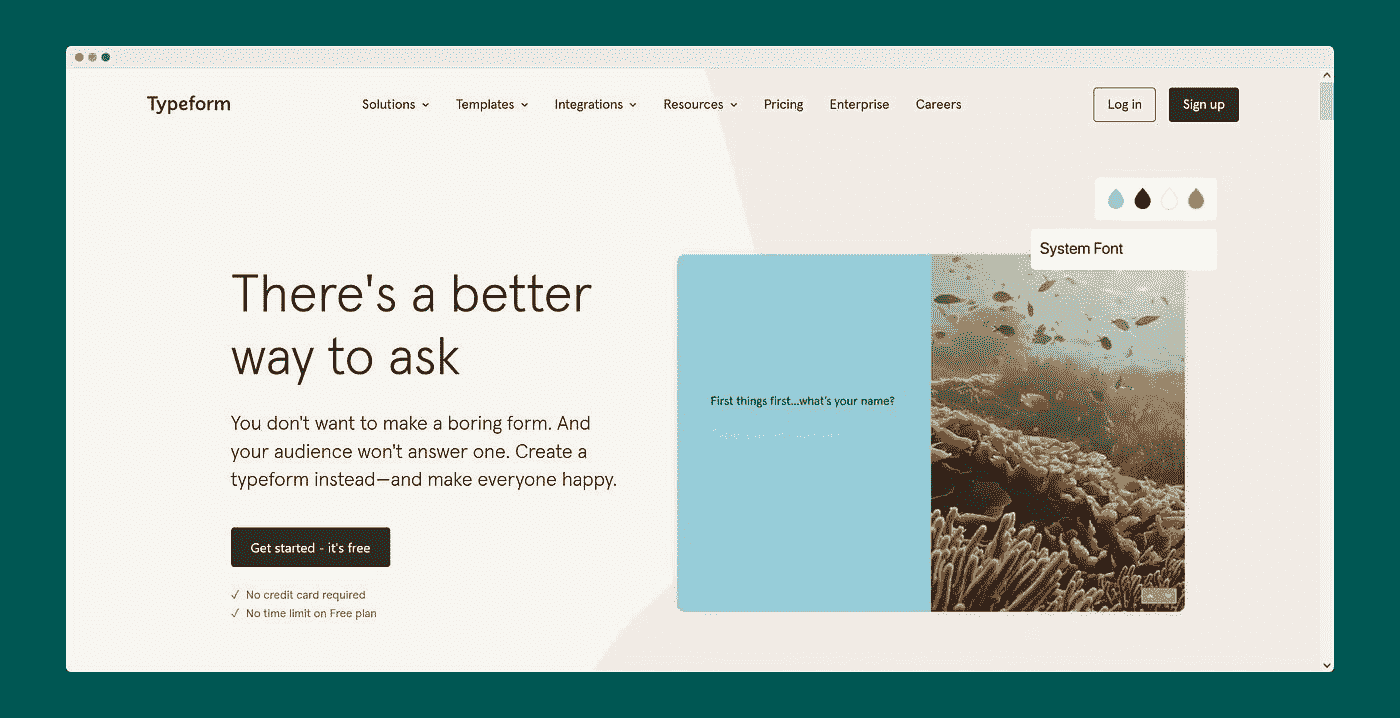 Typeform
Solutions
Templates
Integrations
Resources
Pricing
Enterprise
Careers
Log in
Sign up
System Font
There's a better
way to ask
You don't want to make a boring form. And
your audience won't answer one. Create a
typeform instead—and make everyone happy.
Get started - it's free
✓ No credit card required
✓ No time limit on Free plan
First things first...what's your name?